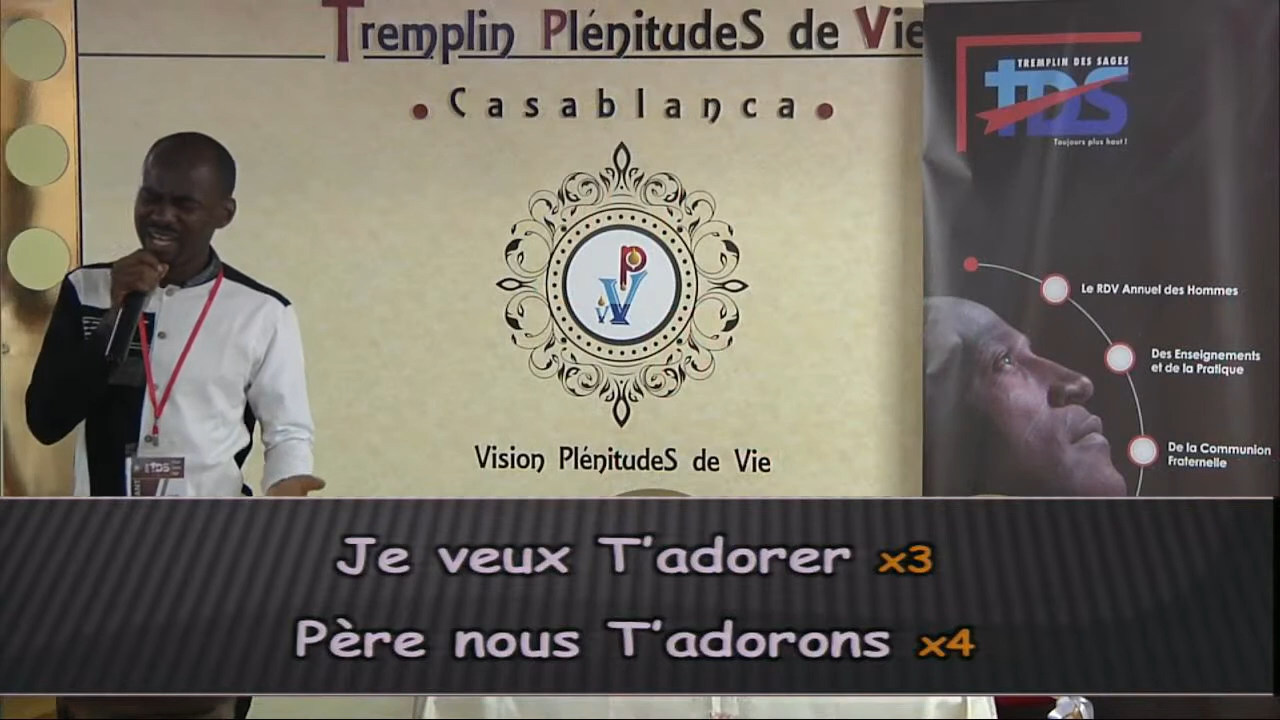 Tremplin PlénitudeS de Vie
Casablanca
PVV
Vision PlénitudeS de Vie
TREMPLIN DES SAGES
tDS
Toujours plus haut !
Le RDV Annuel des Hommes
Des Enseignements
et de la Pratique
De la Communion
Fraternelle
tDS
Je veux T'adorer x3
Père nous T'adorons x4